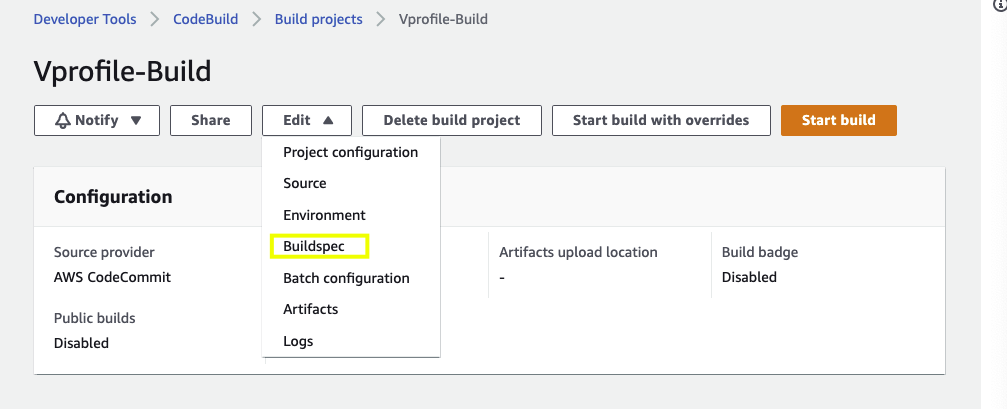 Developer Tools > CodeBuild > Build projects > Vprofile-Build
Vprofile-Build
Notify ▼ Share Edit ▲ Delete build project Start build with overrides Start build
Project configuration
Source
Environment
Buildspec
Batch configuration
Artifacts
Logs
Configuration
Source provider
AWS CodeCommit
Artifacts upload location
-
Build badge
Disabled
Public builds
Disabled